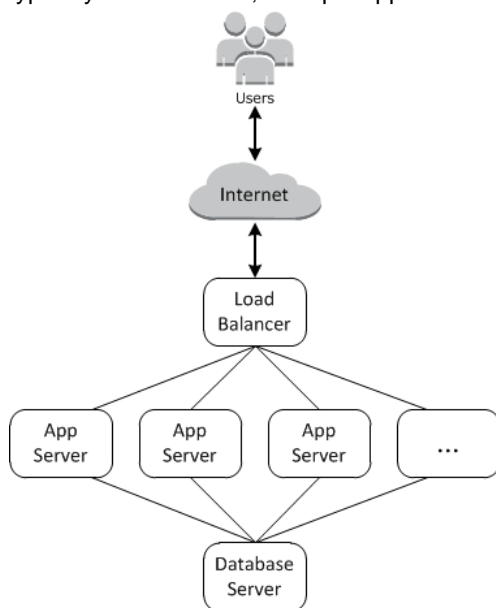 Users
Internet
Load
Balancer
App
Server
App
Server
App
Server
...
Database
Server